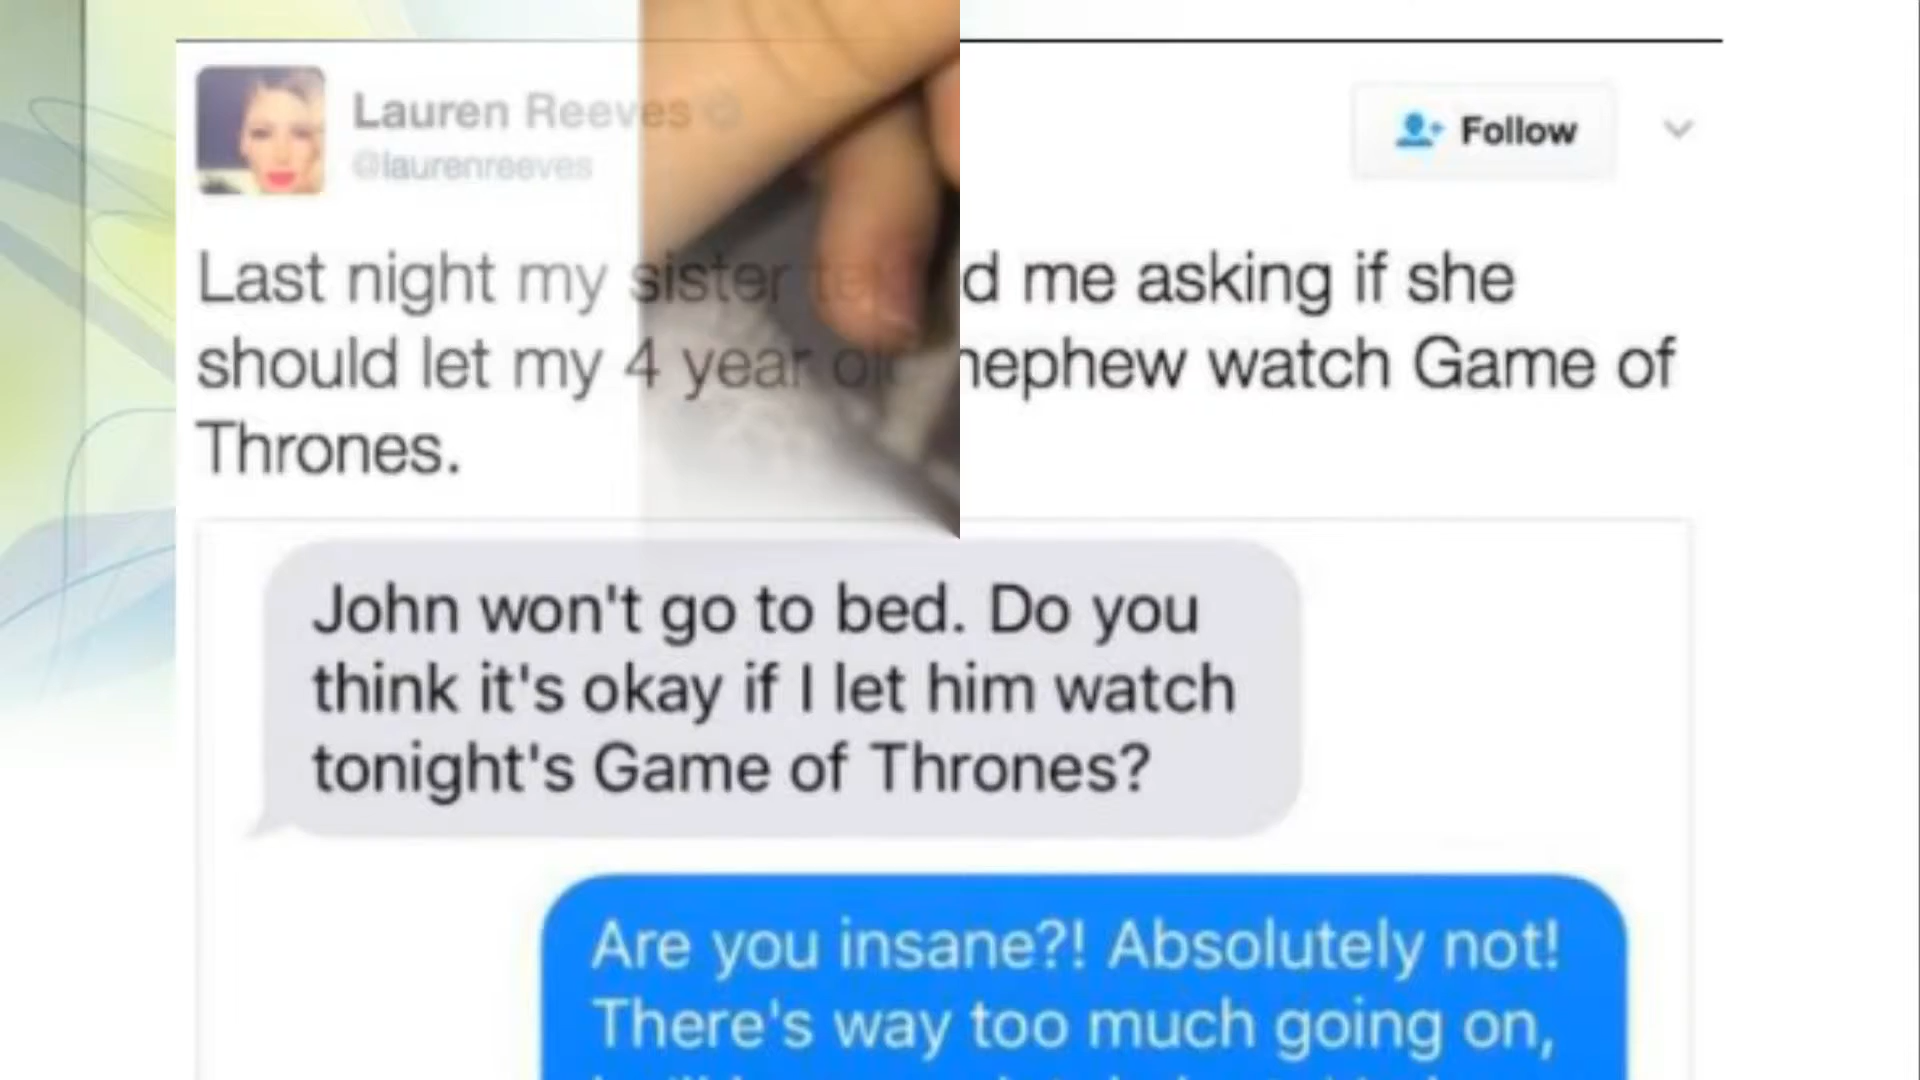 Lauren Reeves
@laurenreeves
Follow
Last night my sister d me asking if she
should let my 4 year old nephew watch Game of
Thrones.
John won't go to bed. Do you
think it's okay if I let him watch
tonight's Game of Thrones?
Are you insane?! Absolutely not!
There's way too much going on,